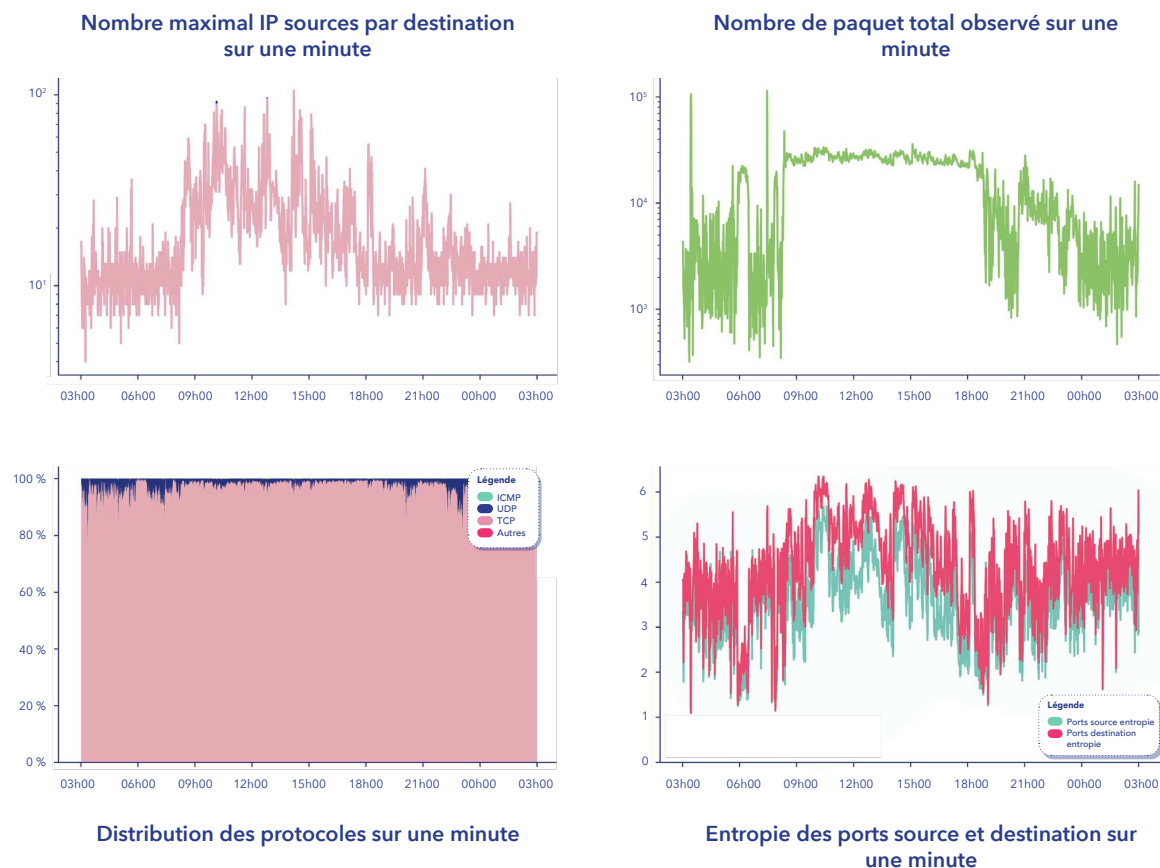 Nombre maximal IP sources par destination
sur une minute
10²
10¹
03h00 06h00 09h00 12h00 15h00 18h00 21h00 00h00 03h00
Nombre de paquet total observé sur une
minute
10⁵
10⁴
10³
03h00 06h00 09h00 12h00 15h00 18h00 21h00 00h00 03h00
100 %
80 %
60 %
40 %
20 %
0 %
Légende
ICMP
UDP
TCP
Autres
03h00 06h00 09h00 12h00 15h00 18h00 21h00 00h00 03h00
Distribution des protocoles sur une minute
6
5
4
3
2
1
0
Légende
Ports source entropie
Ports destination
entropie
03h00 06h00 09h00 12h00 15h00 18h00 21h00 00h00 03h00
Entropie des ports source et destination sur
une minute